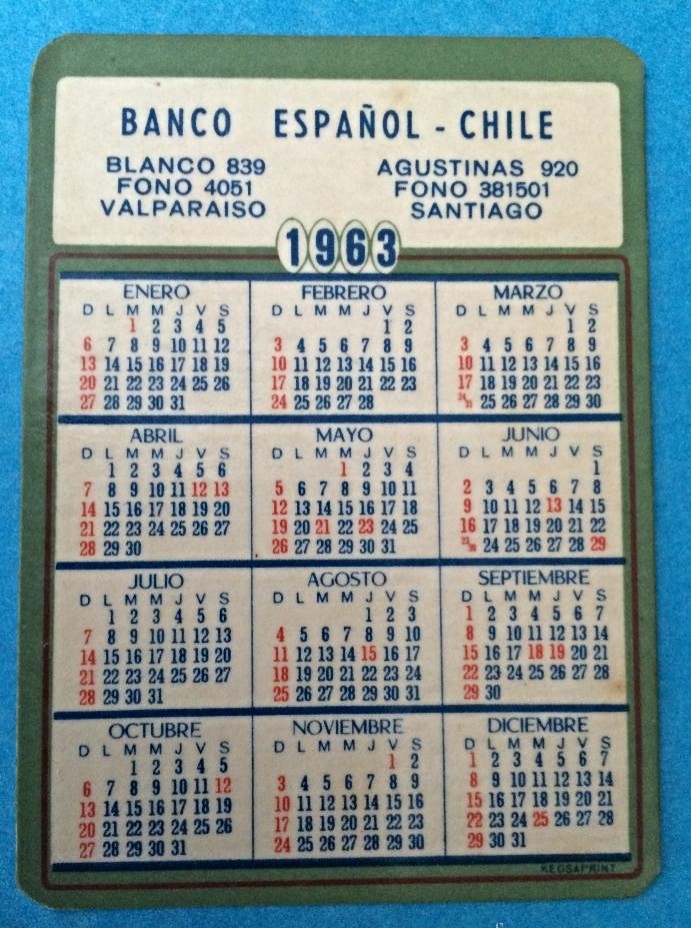 BANCO ESPAÑOL - CHILE
BLANCO 839
FONO 4051
VALPARAISO
AGUSTINAS 920
FONO 381501
SANTIAGO
1963
ENERO
D L M M J V S
1 2 3 4 5
6 7 8 9 10 11 12
13 14 15 16 17 18 19
20 21 22 23 24 25 26
27 28 29 30 31
FEBRERO
D L M M J V S
1 2
3 4 5 6 7 8 9
10 11 12 13 14 15 16
17 18 19 20 21 22 23
24 25 26 27 28
MARZO
D L M M J V S
1 2
3 4 5 6 7 8 9
10 11 12 13 14 15 16
17 18 19 20 21 22 23
24/31 25 26 27 28 29 30
ABRIL
D L M M J V S
1 2 3 4 5 6
7 8 9 10 11 12 13
14 15 16 17 18 19 20
21 22 23 24 25 26 27
28 29 30
MAYO
D L M M J V S
1 2 3 4
5 6 7 8 9 10 11
12 13 14 15 16 17 18
19 20 21 22 23 24 25
26 27 28 29 30 31
JUNIO
D L M M J V S
1
2 3 4 5 6 7 8
9 10 11 12 13 14 15
16 17 18 19 20 21 22
23/30 24 25 26 27 28 29
JULIO
D L M M J V S
1 2 3 4 5 6
7 8 9 10 11 12 13
14 15 16 17 18 19 20
21 22 23 24 25 26 27
28 29 30 31
AGOSTO
D L M M J V S
1 2 3
4 5 6 7 8 9 10
11 12 13 14 15 16 17
18 19 20 21 22 23 24
25 26 27 28 29 30 31
SEPTIEMBRE
D L M M J V S
1 2 3 4 5 6 7
8 9 10 11 12 13 14
15 16 17 18 19 20 21
22 23 24 25 26 27 28
29 30
OCTUBRE
D L M M J V S
1 2 3 4 5
6 7 8 9 10 11 12
13 14 15 16 17 18 19
20 21 22 23 24 25 26
27 28 29 30 31
NOVIEMBRE
D L M M J V S
1 2
3 4 5 6 7 8 9
10 11 12 13 14 15 16
17 18 19 20 21 22 23
24 25 26 27 28 29 30
DICIEMBRE
D L M M J V S
1 2 3 4 5 6 7
8 9 10 11 12 13 14
15 16 17 18 19 20 21
22 23 24 25 26 27 28
29 30 31
KEGSAPRINT